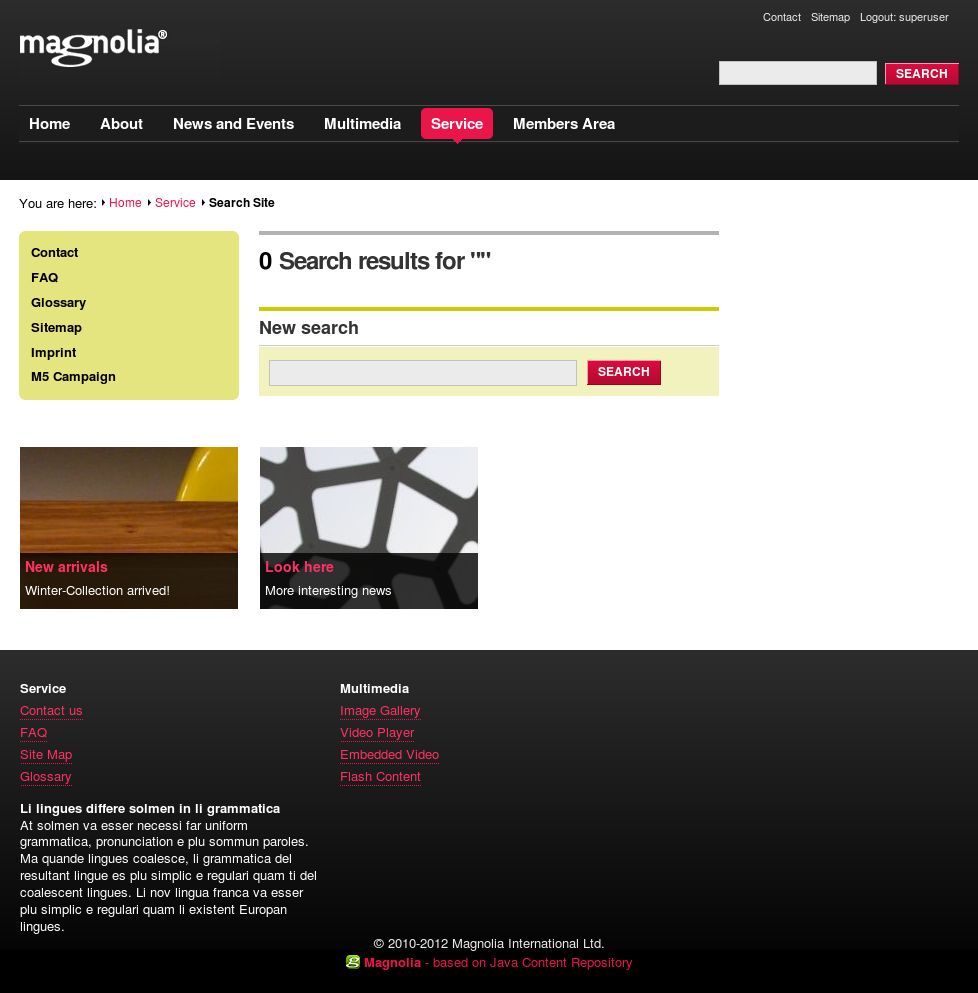 Contact Sitemap Logout: superuser
magnolia®
SEARCH
Home About News and Events Multimedia Service Members Area
You are here: Home Service Search Site
Contact
FAQ
Glossary
Sitemap
Imprint
M5 Campaign
0 Search results for ""
New search
SEARCH
New arrivals
Winter-Collection arrived!
Look here
More interesting news
Service
Contact us
FAQ
Site Map
Glossary
Multimedia
Image Gallery
Video Player
Embedded Video
Flash Content
Li lingues differe solmen in li grammatica
At solmen va esser necessi far uniform
grammatica, pronunciation e plu sommun paroles.
Ma quande lingues coalesce, li grammatica del
resultant lingue es plu simplic e regulari quam ti del
coalescent lingues. Li nov lingua franca va esser
plu simplic e regulari quam li existent Europan
lingues.
© 2010-2012 Magnolia International Ltd.
Magnolia - based on Java Content Repository